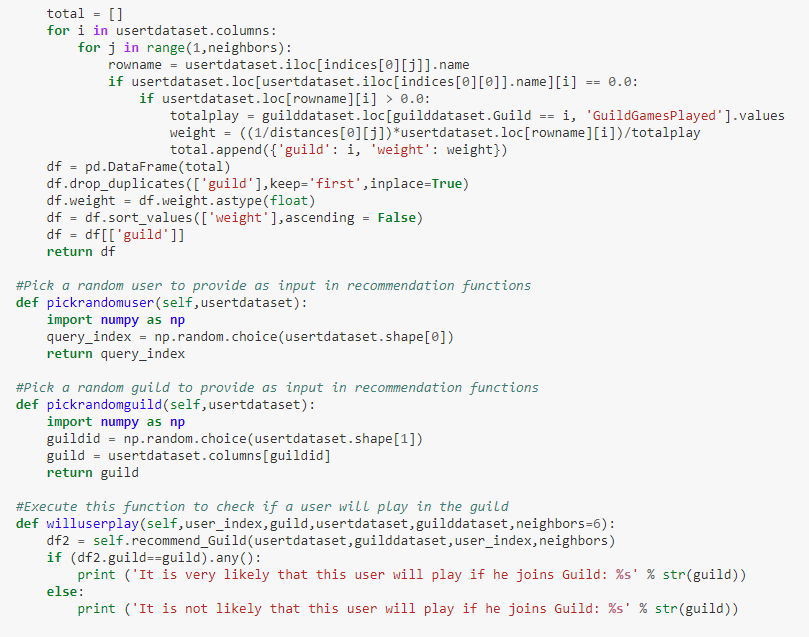 total = []
    for i in usertdataset.columns:
        for j in range(1,neighbors):
            rowname = usertdataset.iloc[indices[0][j]].name
            if usertdataset.loc[usertdataset.iloc[indices[0][0]].name][i] == 0.0:
                if usertdataset.loc[rowname][i] > 0.0:
                    totalplay = guilddataset.loc[guilddataset.Guild == i, 'GuildGamesPlayed'].values
                    weight = ((1/distances[0][j])*usertdataset.loc[rowname][i])/totalplay
                    total.append({'guild': i, 'weight': weight})
    df = pd.DataFrame(total)
    df.drop_duplicates(['guild'],keep='first',inplace=True)
    df.weight = df.weight.astype(float)
    df = df.sort_values(['weight'],ascending = False)
    df = df[['guild']]
    return df

#Pick a random user to provide as input in recommendation functions
def pickrandomuser(self,usertdataset):
    import numpy as np
    query_index = np.random.choice(usertdataset.shape[0])
    return query_index

#Pick a random guild to provide as input in recommendation functions
def pickrandomguild(self,usertdataset):
    import numpy as np
    guildid = np.random.choice(usertdataset.shape[1])
    guild = usertdataset.columns[guildid]
    return guild

#Execute this function to check if a user will play in the guild
def willuserplay(self,user_index,guild,usertdataset,guilddataset,neighbors=6):
    df2 = self.recommend_Guild(usertdataset,guilddataset,user_index,neighbors)
    if (df2.guild==guild).any():
        print ('It is very likely that this user will play if he joins Guild: %s' % str(guild))
    else:
        print ('It is not likely that this user will play if he joins Guild: %s' % str(guild))